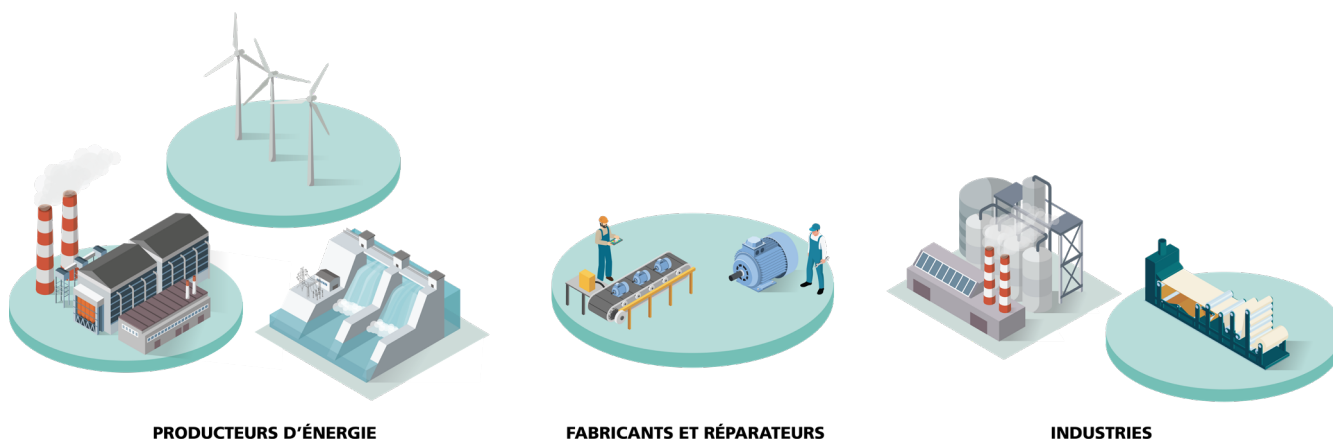 PRODUCTEURS D’ÉNERGIE
FABRICANTS ET RÉPARATEURS
INDUSTRIES